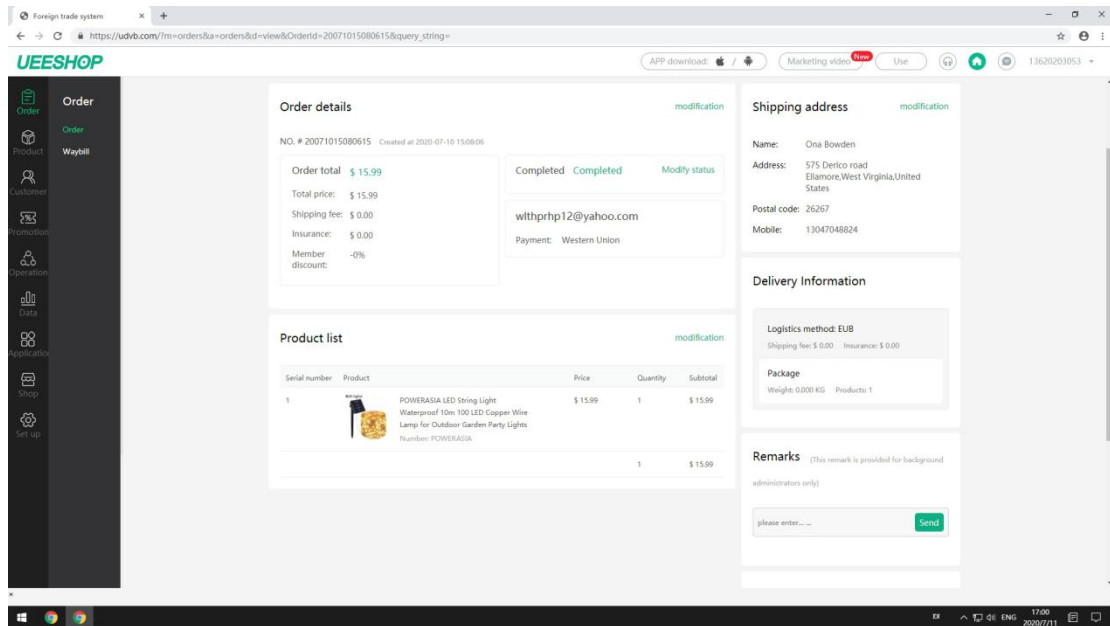 Foreign trade system
https://udvb.com/?m=orders&a=orders&d=view&OrderId=20071015080615&query_string=
UEESHOP
APP download: /
Marketing video
New
Use
13620203053
Order
Product
Customer
Promotion
Operation
Data
Applicatio
Shop
Set up
Order
Order
Waybill
Order details
modification
NO. # 20071015080615 Created at 2020-07-10 15:08:06
Order total $ 15.99
Total price: $ 15.99
Shipping fee: $ 0.00
Insurance: $ 0.00
Member -0%
discount:
Completed Completed Modify status
wlthprhp12@yahoo.com
Payment: Western Union
Product list
modification
Serial number Product Price Quantity Subtotal
1 POWERASIA LED String Light $ 15.99 1 $ 15.99
Waterproof 10m 100 LED Copper Wire
Lamp for Outdoor Garden Party Lights
Number: POWERASIA
1 $ 15.99
Shipping address modification
Name: Ona Bowden
Address: 575 Derico road
Ellamore,West Virginia,United
States
Postal code: 26267
Mobile: 13047048824
Delivery Information
Logistics method: EUB
Shipping fee: $ 0.00 Insurance: $ 0.00
Package
Weight: 0.000 KG Products: 1
Remarks (This remark is provided for background
administrators only)
please enter... ...
Send
ENG
17:00
2020/7/11